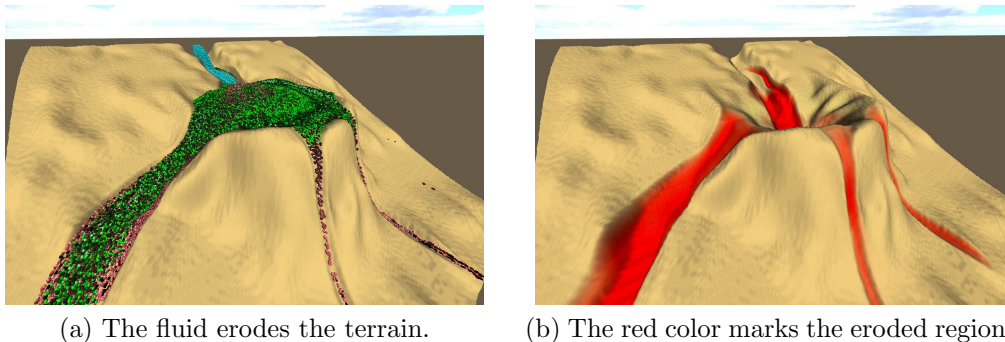 (a) The fluid erodes the terrain.
(b) The red color marks the eroded region